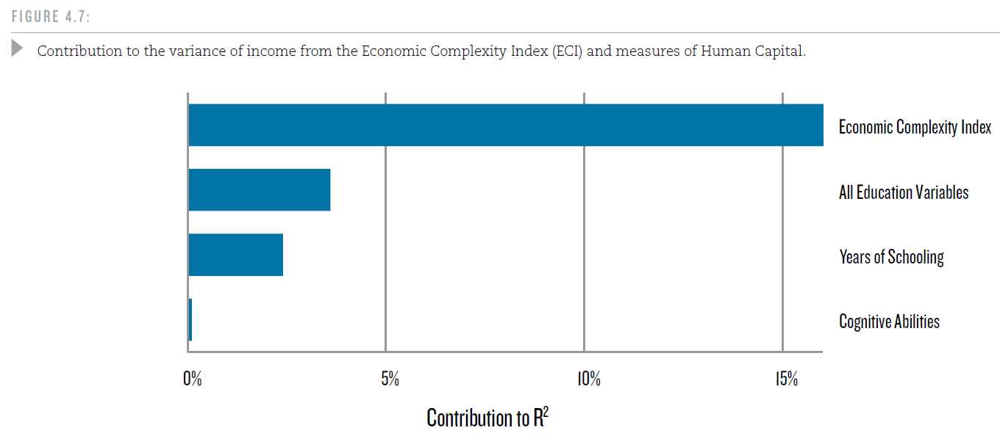 FIGURE 4.7:
Contribution to the variance of income from the Economic Complexity Index (ECI) and measures of Human Capital.
Economic Complexity Index
All Education Variables
Years of Schooling
Cognitive Abilities
0% 5% 10% 15%
Contribution to R²